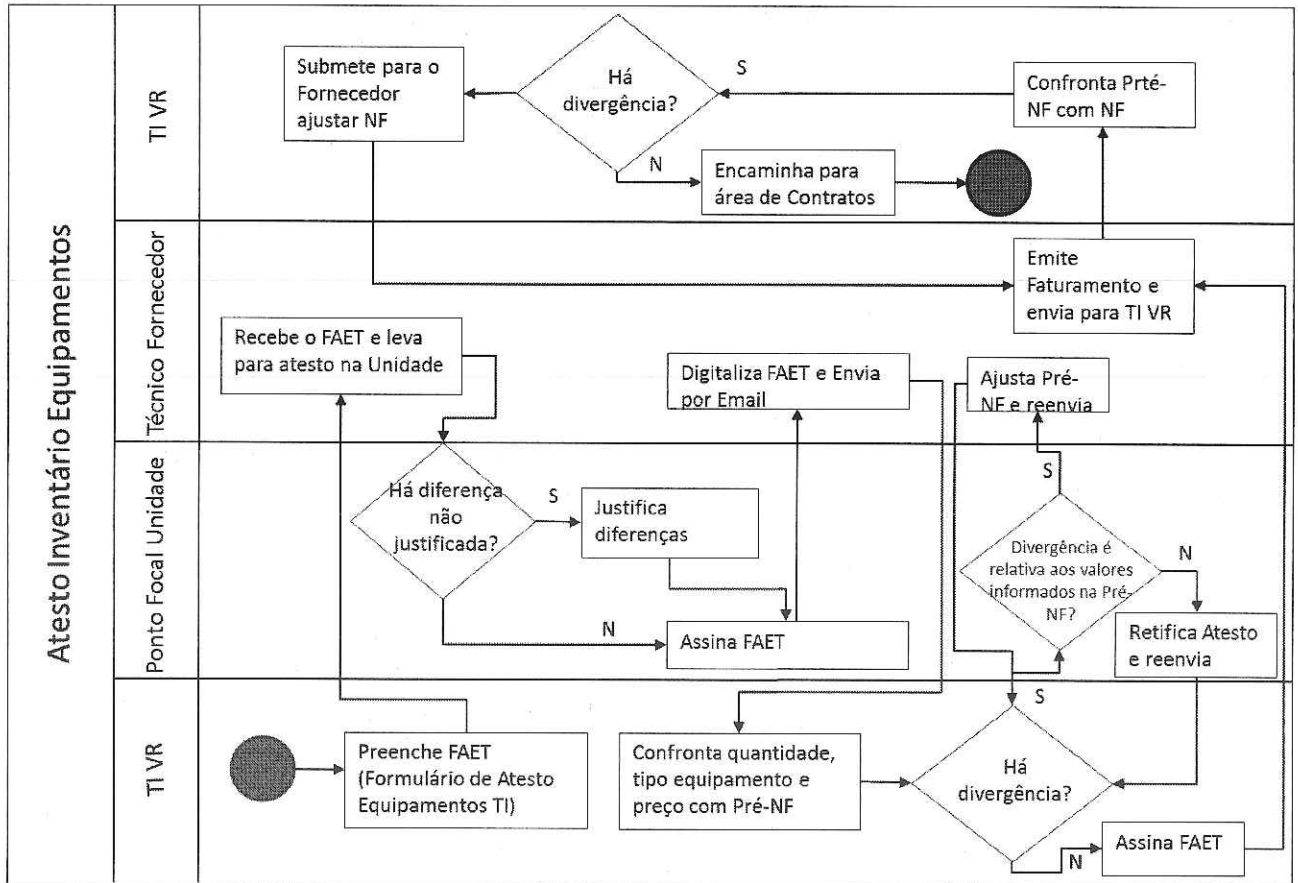 Atesto Inventário Equipamentos
TI VR
Submete para o
Fornecedor
ajustar NF
Há
divergência?
S
N
Confronta Prté-
NF com NF
Encaminha para
área de Contratos
Técnico Fornecedor
Emite
Faturamento e
envia para TI VR
Recebe o FAET e leva
para atesto na Unidade
Digitaliza FAET e Envia
por Email
Ajusta Pré-
NF e reenvia
Ponto Focal Unidade
Há diferença
não
justificada?
S
N
Justifica
diferenças
Assina FAET
S
Divergência é
relativa aos valores
informados na Pré-
NF?
N
Retifica Atesto
e reenvia
TI VR
Preenche FAET
(Formulário de Atesto
Equipamentos TI)
Confronta quantidade,
tipo equipamento e
preço com Pré-NF
S
Há
divergência?
N
Assina FAET